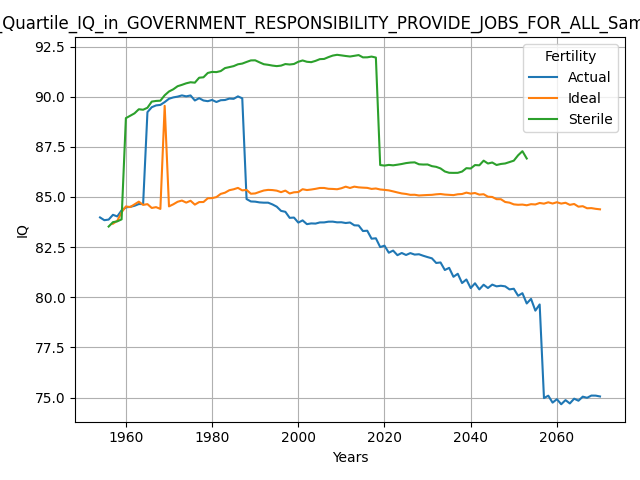 _Quartile_IQ_in_GOVERNMENT_RESPONSIBILITY_PROVIDE_JOBS_FOR_ALL_Sam
Fertility
Actual
Ideal
Sterile
IQ
92.5
90.0
87.5
85.0
82.5
80.0
77.5
75.0
1960 1980 2000 2020 2040 2060
Years